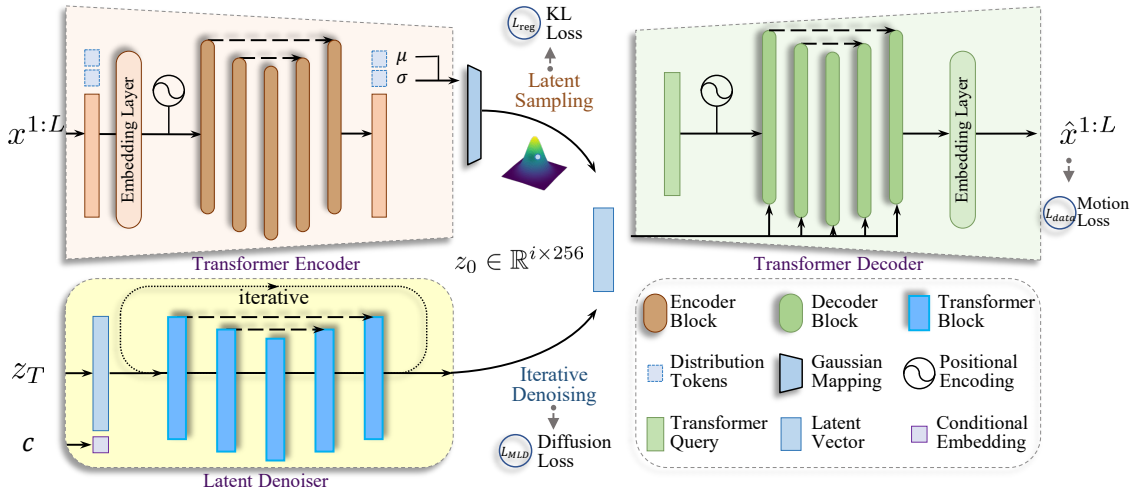 x^{1:L}
Embedding Layer
μ
σ
Transformer Encoder
L_reg
KL
Loss
Latent
Sampling
z_0 ∈ ℝ^{i×256}
Embedding Layer
x̂^{1:L}
L_data
Motion
Loss
Transformer Decoder
iterative
z_T
c
Latent Denoiser
Iterative
Denoising
L_MLD
Diffusion
Loss
Encoder
Block
Decoder
Block
Transformer
Block
Distribution
Tokens
Gaussian
Mapping
Positional
Encoding
Transformer
Query
Latent
Vector
Conditional
Embedding